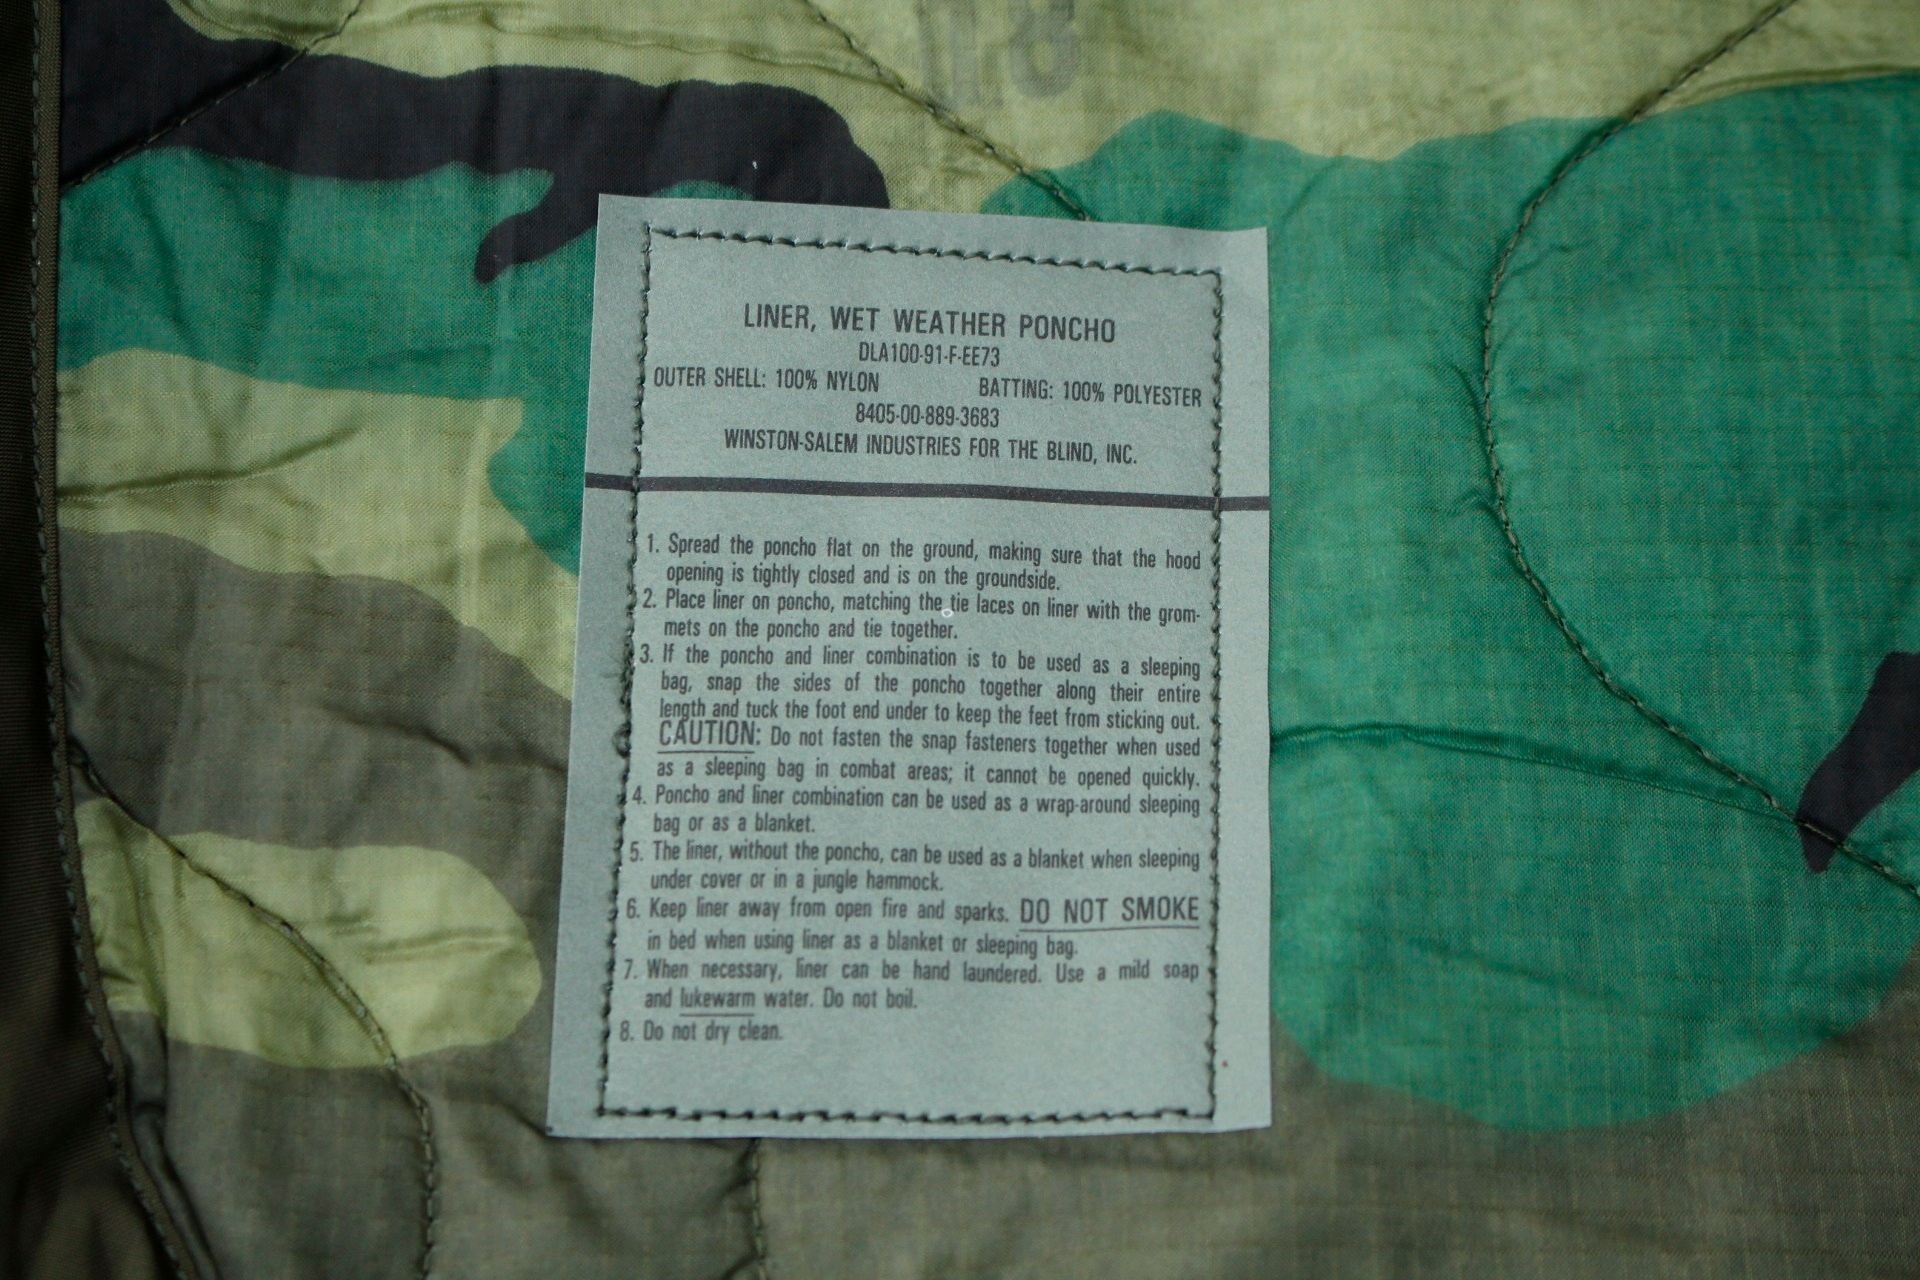 LINER, WET WEATHER PONCHO
DLA100-91-F-EE73
OUTER SHELL: 100% NYLON BATTING: 100% POLYESTER
8405-00-889-3683
WINSTON-SALEM INDUSTRIES FOR THE BLIND, INC.
1. Spread the poncho flat on the ground, making sure that the hood
opening is tightly closed and is on the groundside.
2. Place liner on poncho, matching the tie laces on liner with the grom-
mets on the poncho and tie together.
3. If the poncho and liner combination is to be used as a sleeping
bag, snap the sides of the poncho together along their entire
length and tuck the foot end under to keep the feet from sticking out.
CAUTION: Do not fasten the snap fasteners together when used
as a sleeping bag in combat areas; it cannot be opened quickly.
4. Poncho and liner combination can be used as a wrap-around sleeping
bag or as a blanket.
5. The liner, without the poncho, can be used as a blanket when sleeping
under cover or in a jungle hammock.
6. Keep liner away from open fire and sparks. DO NOT SMOKE
in bed when using liner as a blanket or sleeping bag.
7. When necessary, liner can be hand laundered. Use a mild soap
and lukewarm water. Do not boil.
8. Do not dry clean.